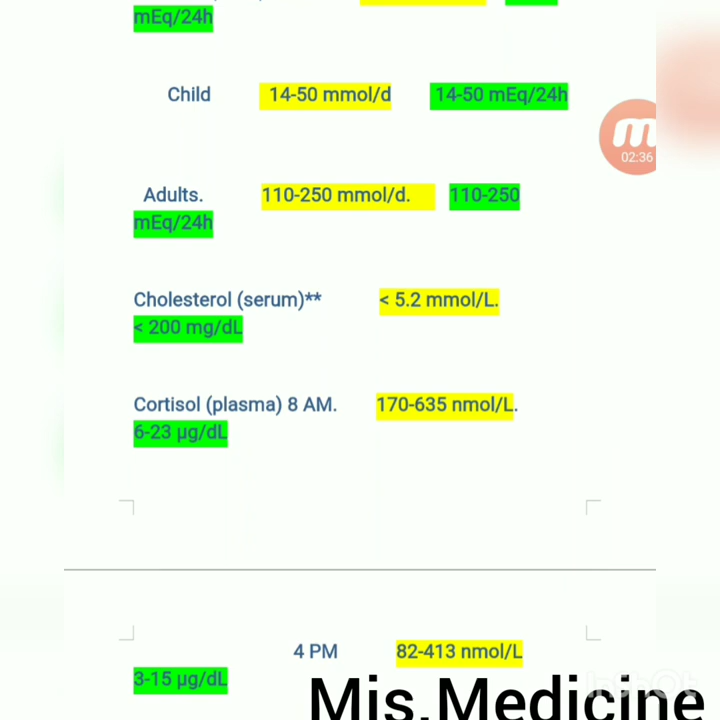 mEq/24h
Child 14-50 mmol/d 14-50 mEq/24h
02:36
Adults. 110-250 mmol/d. 110-250
mEq/24h
Cholesterol (serum)** < 5.2 mmol/L.
< 200 mg/dL
Cortisol (plasma) 8 AM. 170-635 nmol/L.
6-23 µg/dL
4 PM 82-413 nmol/L
3-15 µg/dL
Mis.Medicine
InShOt